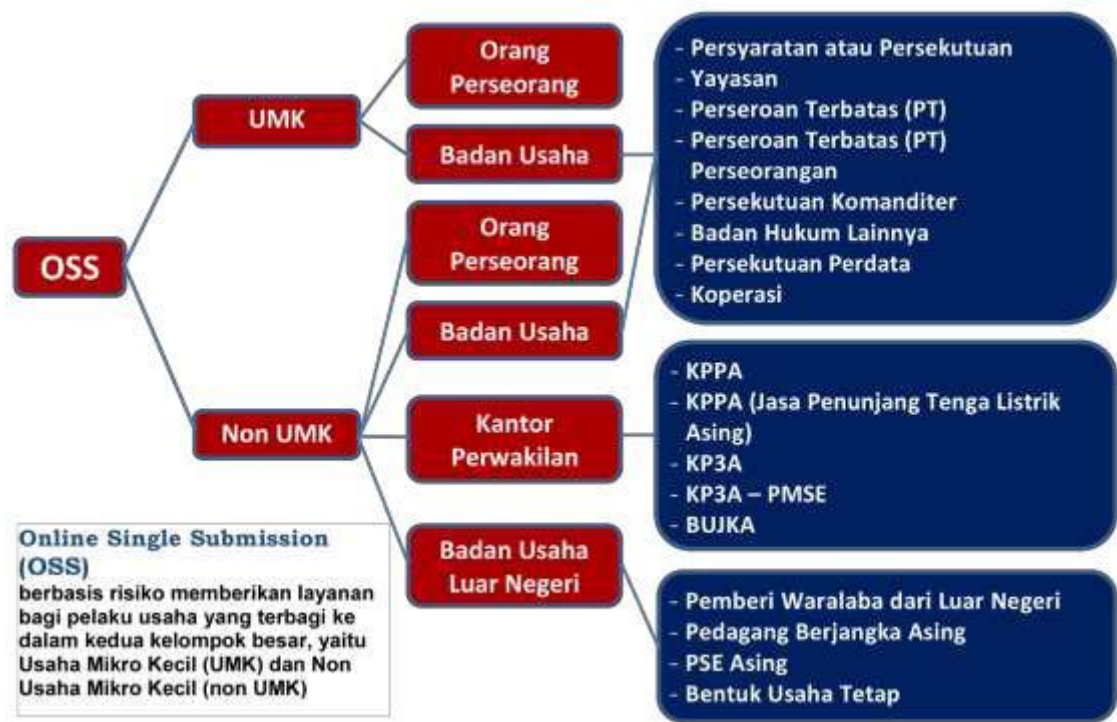 OSS
UMK
Non UMK
Orang
Perseorang
Badan Usaha
Orang
Perseorang
Badan Usaha
Kantor
Perwakilan
Badan Usaha
Luar Negeri
- Persyaratan atau Persekutuan
- Yayasan
- Perseroan Terbatas (PT)
- Perseroan Terbatas (PT)
Perseorangan
- Persekutuan Komanditer
- Badan Hukum Lainnya
- Persekutuan Perdata
- Koperasi
- KPPA
- KPPA (Jasa Penunjang Tenga Listrik
Asing)
- KP3A
- KP3A – PMSE
- BUJKA
- Pemberi Waralaba dari Luar Negeri
- Pedagang Berjangka Asing
- PSE Asing
- Bentuk Usaha Tetap
Online Single Submission
(OSS)
berbasis risiko memberikan layanan
bagi pelaku usaha yang terbagi ke
dalam kedua kelompok besar, yaitu
Usaha Mikro Kecil (UMK) dan Non
Usaha Mikro Kecil (non UMK)